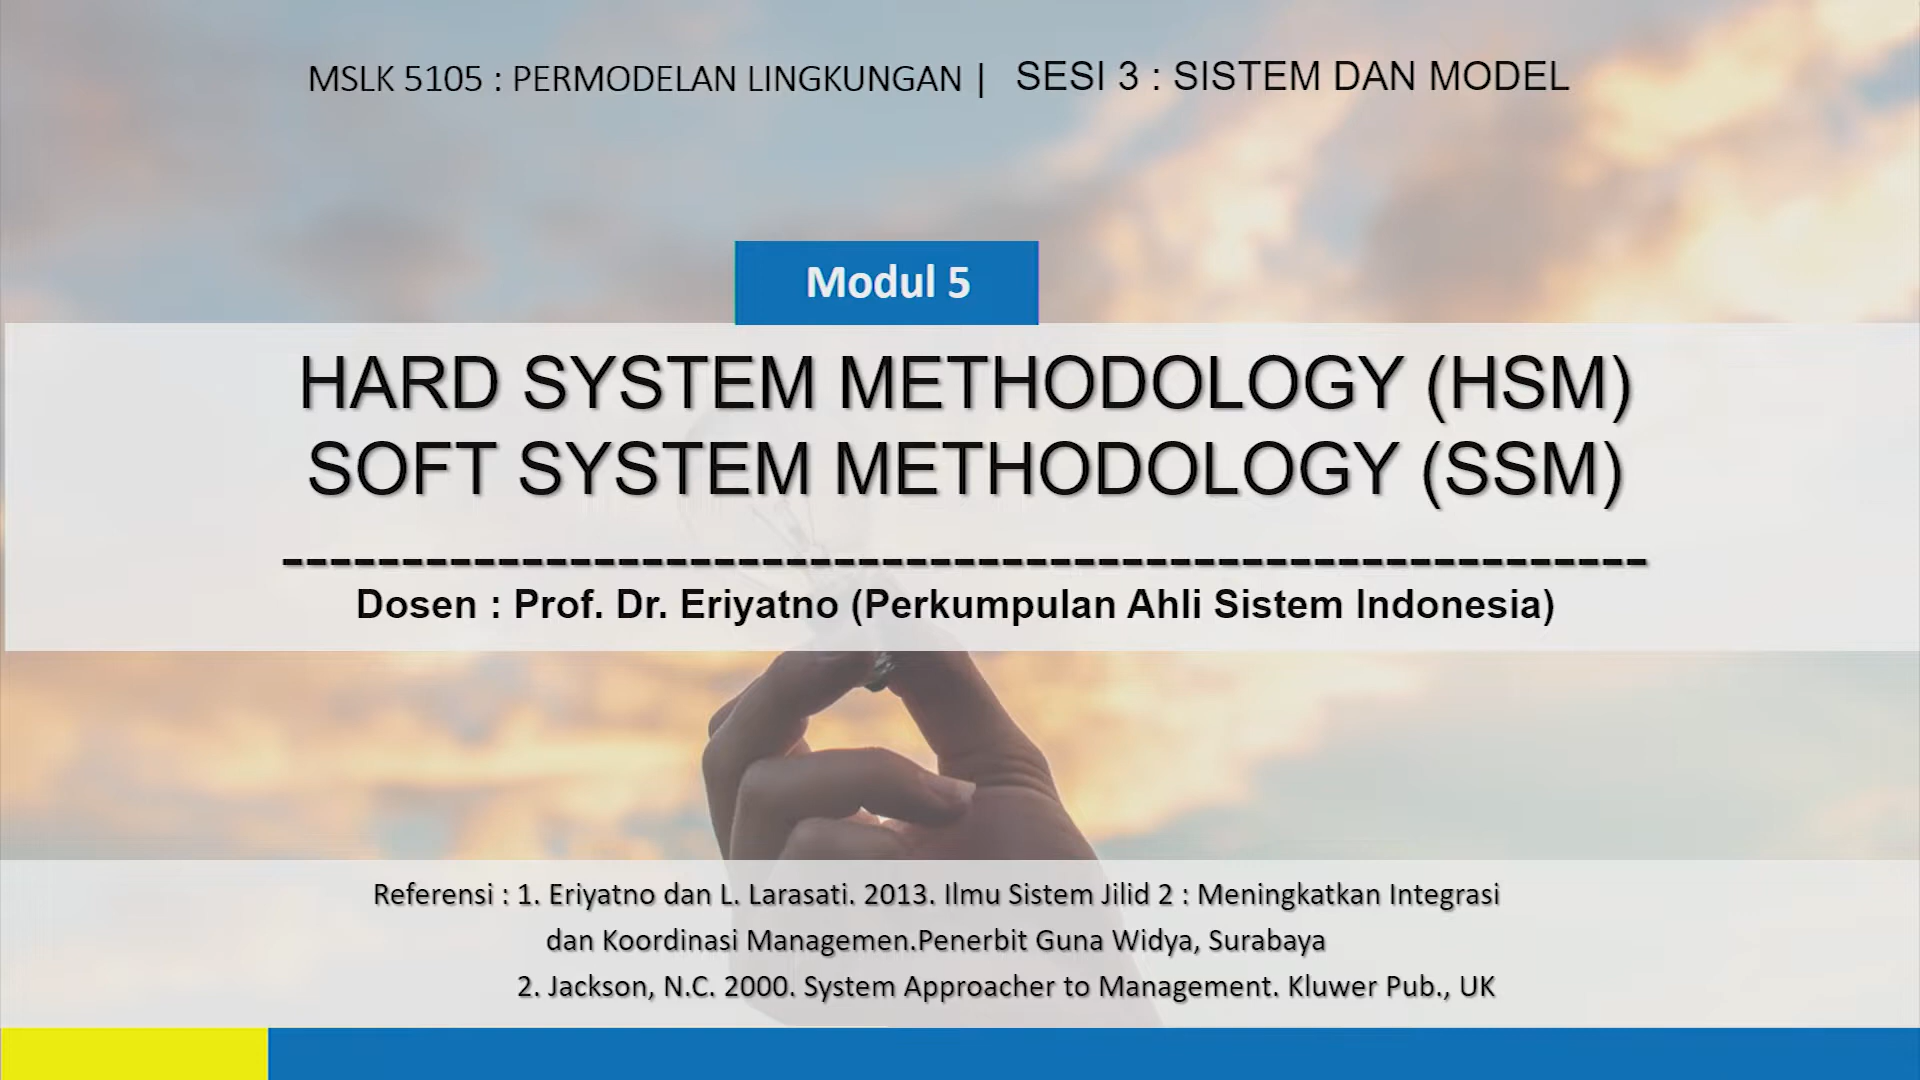 MSLK 5105 : PERMODELAN LINGKUNGAN | SESI 3 : SISTEM DAN MODEL
Modul 5
HARD SYSTEM METHODOLOGY (HSM)
SOFT SYSTEM METHODOLOGY (SSM)
---------------------------------------------------------
Dosen : Prof. Dr. Eriyatno (Perkumpulan Ahli Sistem Indonesia)
Referensi : 1. Eriyatno dan L. Larasati. 2013. Ilmu Sistem Jilid 2 : Meningkatkan Integrasi
dan Koordinasi Managemen.Penerbit Guna Widya, Surabaya
2. Jackson, N.C. 2000. System Approacher to Management. Kluwer Pub., UK